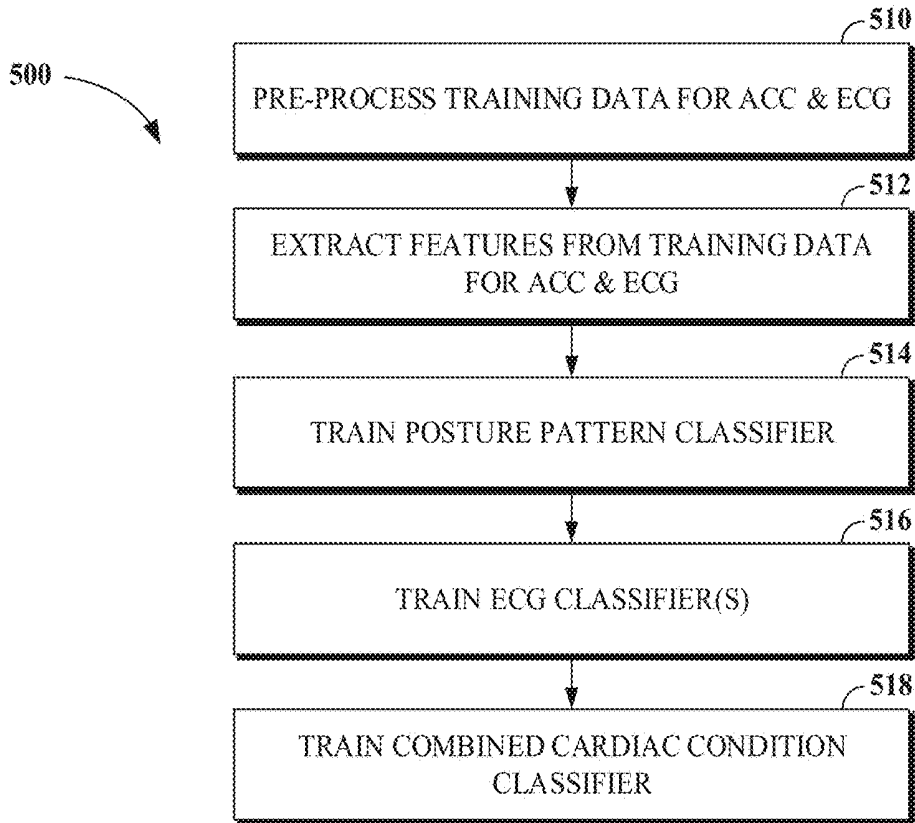 510
500
PRE-PROCESS TRAINING DATA FOR ACC & ECG
512
EXTRACT FEATURES FROM TRAINING DATA
FOR ACC & ECG
514
TRAIN POSTURE PATTERN CLASSIFIER
516
TRAIN ECG CLASSIFIER(S)
518
TRAIN COMBINED CARDIAC CONDITION
CLASSIFIER